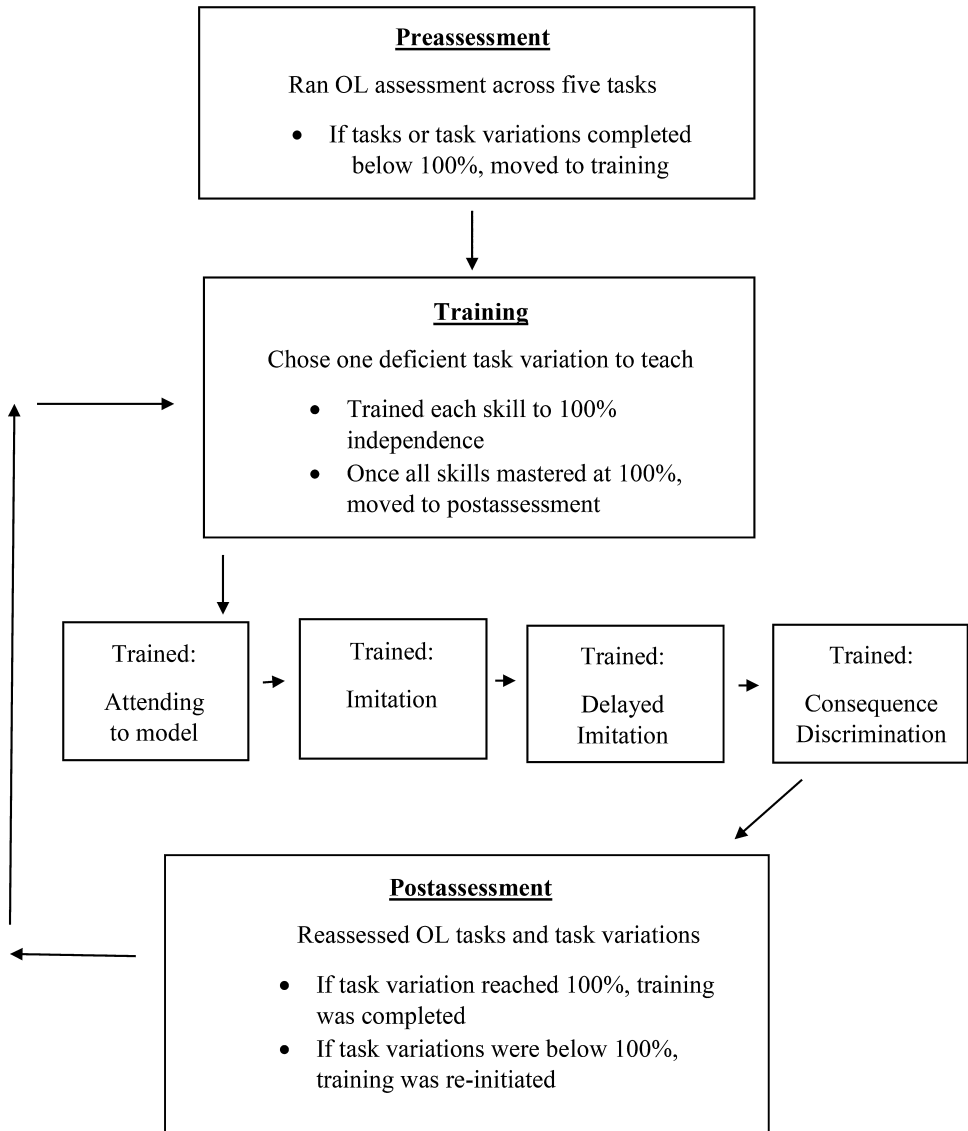 Preassessment
Ran OL assessment across five tasks
• If tasks or task variations completed
below 100%, moved to training
Training
Chose one deficient task variation to teach
• Trained each skill to 100%
independence
• Once all skills mastered at 100%,
moved to postassessment
Trained:
Attending
to model
Trained:
Imitation
Trained:
Delayed
Imitation
Trained:
Consequence
Discrimination
Postassessment
Reassessed OL tasks and task variations
• If task variation reached 100%, training
was completed
• If task variations were below 100%,
training was re-initiated